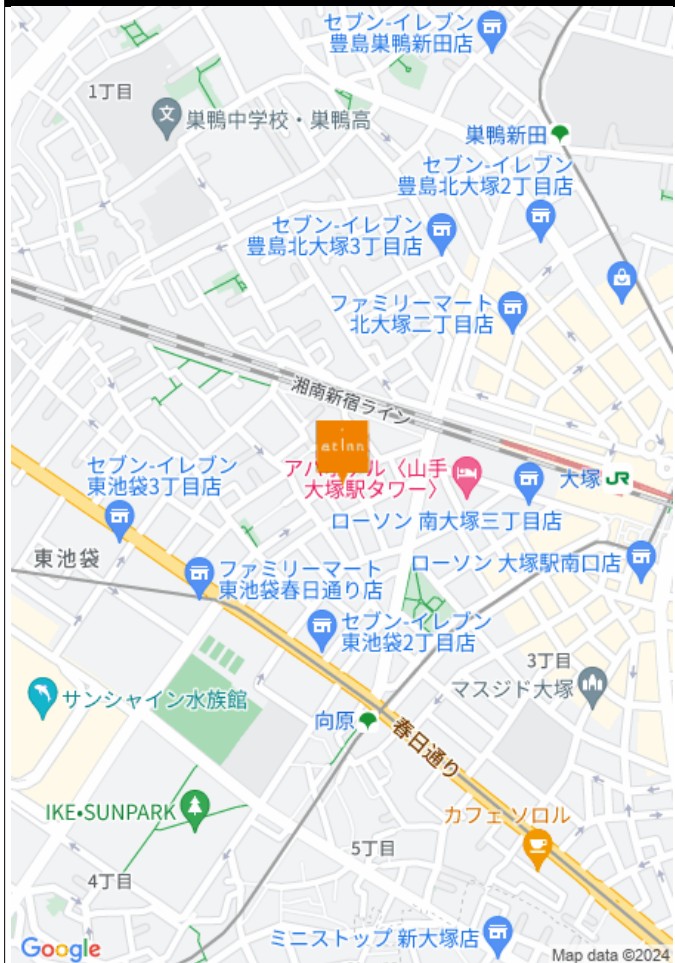 セブン-イレブン
豊島巣鴨新田店
1丁目
文
巣鴨中学校・巣鴨高
巣鴨新田
セブン-イレブン
豊島北大塚2丁目店
セブン-イレブン
豊島北大塚3丁目店
ファミリーマート
北大塚二丁目店
湘南新宿ライン
at inn
セブン-イレブン
東池袋3丁目店
〈山手
大塚駅タワー〉
大塚 JR
ローソン 南大塚三丁目店
東池袋
ファミリーマート
東池袋春日通り店
ローソン 大塚駅南口店
セブン-イレブン
東池袋2丁目店
3丁目
マスジド大塚
サンシャイン水族館
向原
春日通り
IKE•SUNPARK
カフェ ソロル
5丁目
4丁目
ミニストップ 新大塚店
Google
Map data ©2024